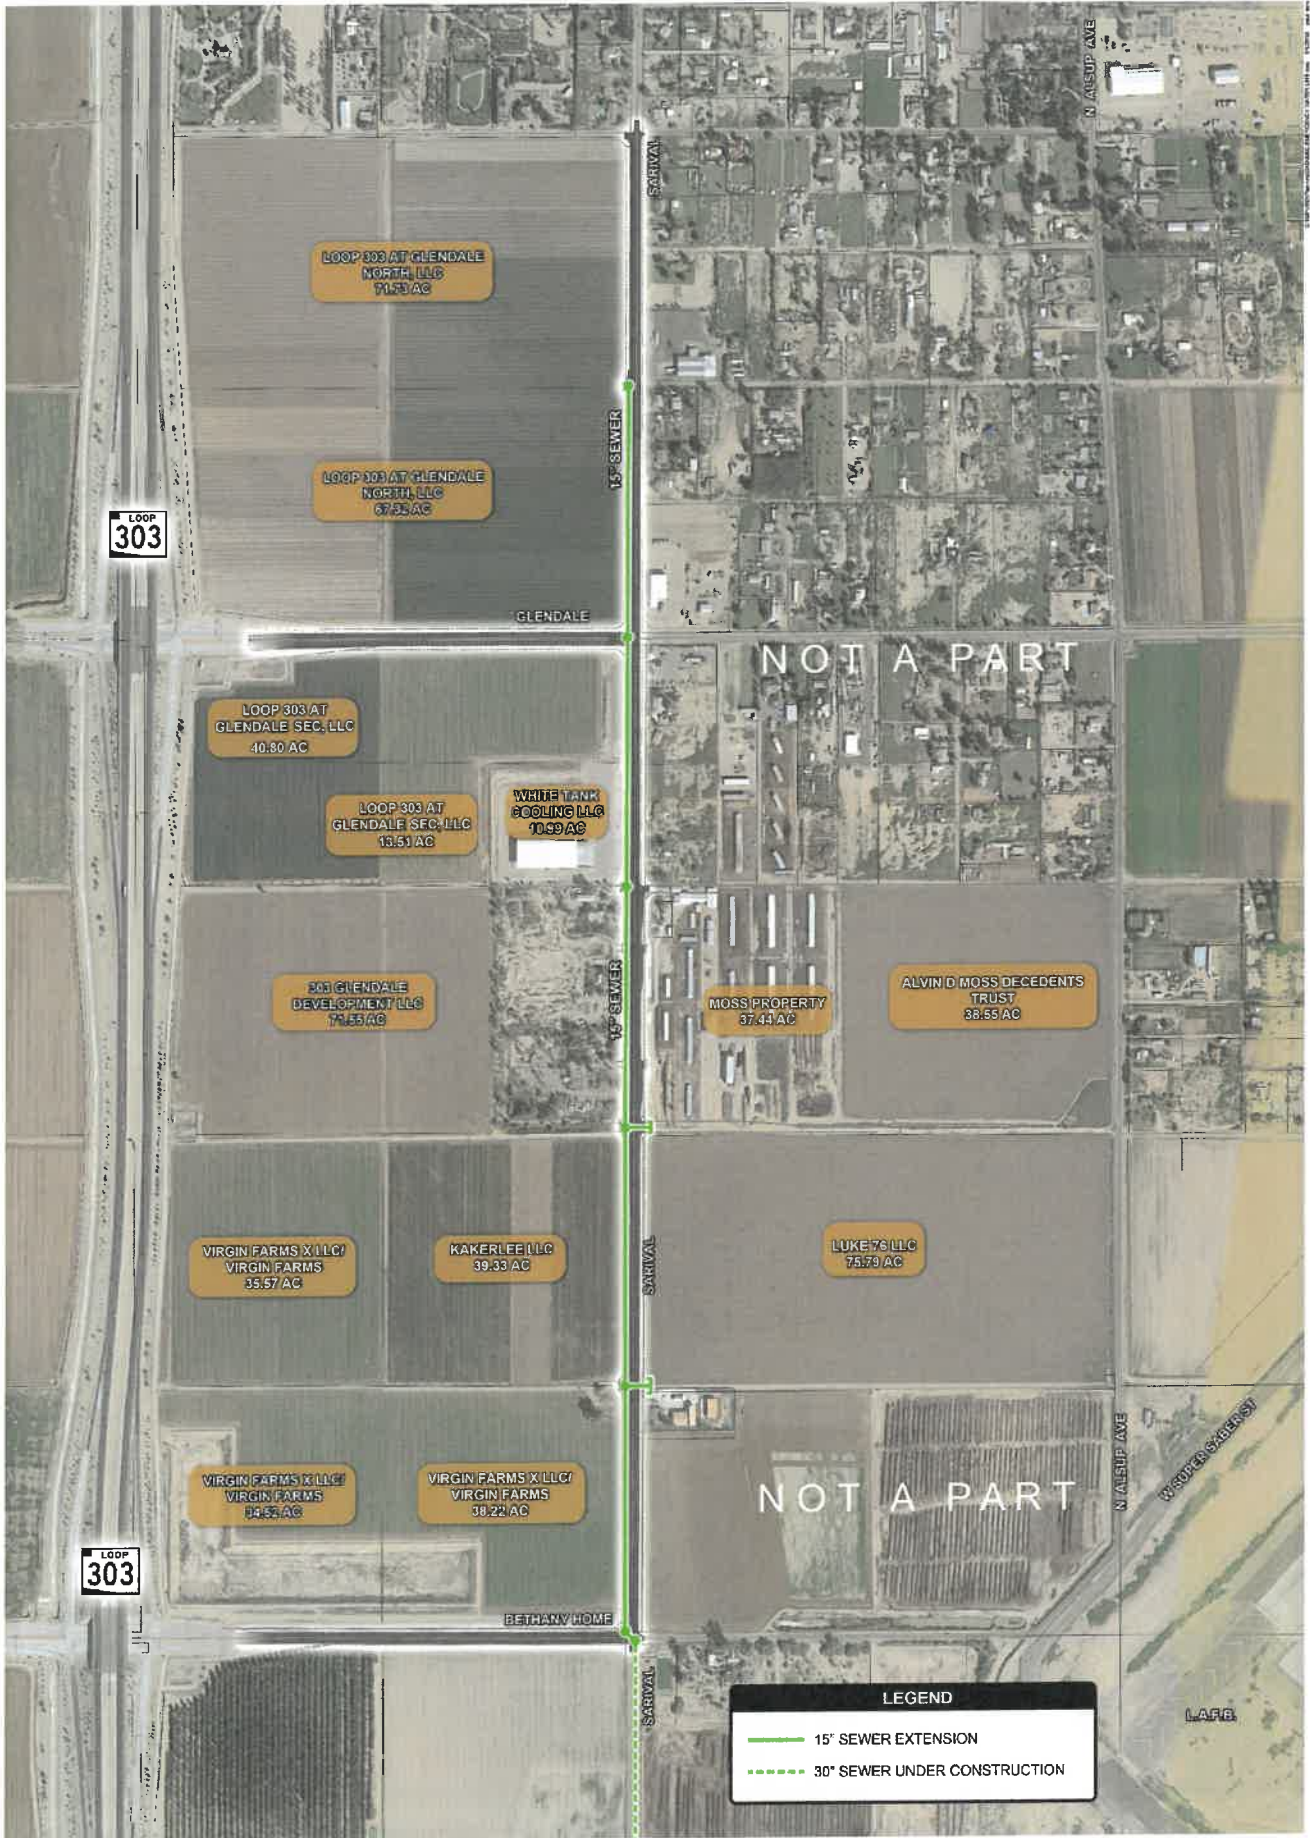 N ALSUP AVE
SARIVAL
LOOP 303 AT GLENDALE
NORTH, LLC
71.73 AC
15" SEWER
LOOP 303 AT GLENDALE
NORTH, LLC
67.32 AC
LOOP
303
GLENDALE
NOT A PART
LOOP 303 AT
GLENDALE SEC, LLC
40.80 AC
LOOP 303 AT
GLENDALE SEC, LLC
13.51 AC
WHITE TANK
COOLING LLC
10.99 AC
303 GLENDALE
DEVELOPMENT LLC
71.55 AC
15" SEWER
MOSS PROPERTY
37.44 AC
ALVIN D MOSS DECEDENTS
TRUST
38.55 AC
VIRGIN FARMS X LLC/
VIRGIN FARMS
35.57 AC
KAKERLEE LLC
39.33 AC
SARIVAL
LUKE 76 LLC
75.79 AC
VIRGIN FARMS X LLC/
VIRGIN FARMS
34.52 AC
VIRGIN FARMS X LLC/
VIRGIN FARMS
38.22 AC
NOT A PART
N ALSUP AVE
W SUPER SABER ST
LOOP
303
BETHANY HOME
SARIVAL
L.A.F.B.
LEGEND
15" SEWER EXTENSION
30" SEWER UNDER CONSTRUCTION